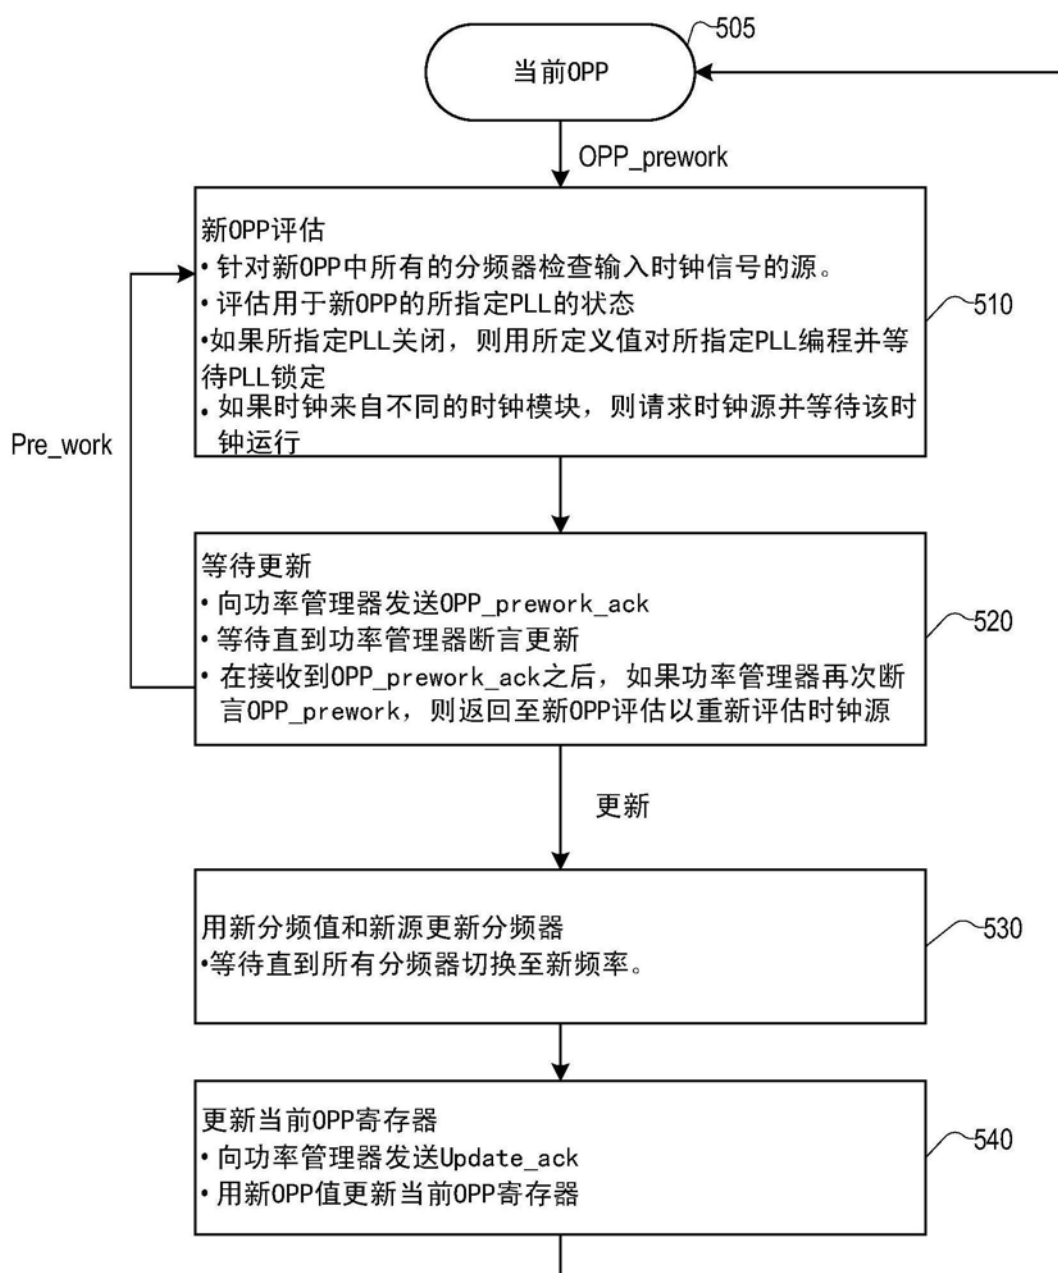 505
当前OPP
OPP_prework
新OPP评估
• 针对新OPP中所有的分频器检查输入时钟信号的源。
• 评估用于新OPP的所指定PLL的状态
•如果所指定PLL关闭，则用所定义值对所指定PLL编程并等
待PLL锁定
• 如果时钟来自不同的时钟模块，则请求时钟源并等待该时
钟运行
510
Pre_work
等待更新
• 向功率管理器发送OPP_prework_ack
• 等待直到功率管理器断言更新
• 在接收到OPP_prework_ack之后，如果功率管理器再次断
言OPP_prework，则返回至新OPP评估以重新评估时钟源
520
更新
用新分频值和新源更新分频器
•等待直到所有分频器切换至新频率。
530
更新当前OPP寄存器
• 向功率管理器发送Update_ack
• 用新OPP值更新当前OPP寄存器
540